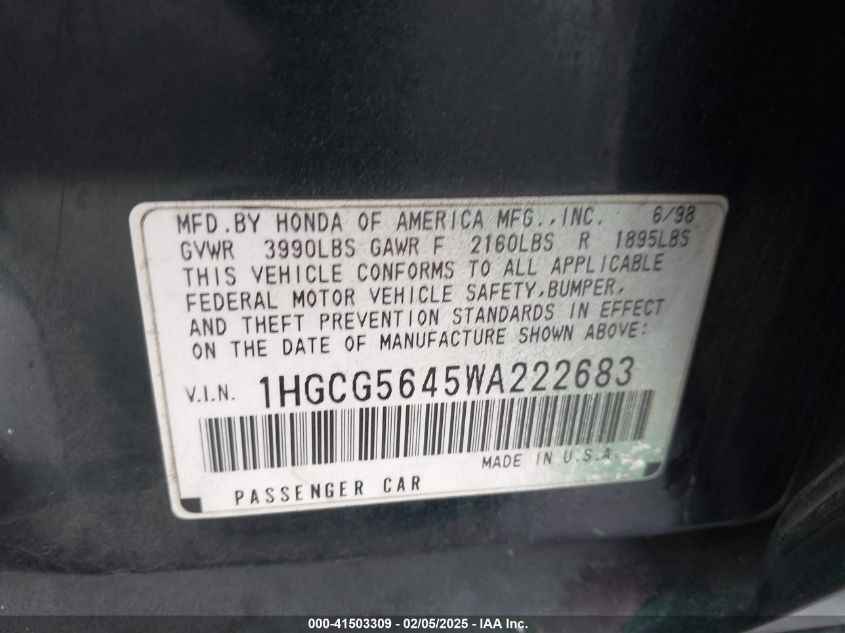 MFD.BY HONDA OF AMERICA MFG.,INC. 6/98
GVWR 3990LBS GAWR F 2160LBS R 1895LBS
THIS VEHICLE CONFORMS TO ALL APPLICABLE
FEDERAL MOTOR VEHICLE SAFETY,BUMPER,
AND THEFT PREVENTION STANDARDS IN EFFECT
ON THE DATE OF MANUFACTURE SHOWN ABOVE:
V.I.N. 1HGCG5645WA222683
MADE IN U.S.A.
PASSENGER CAR
000-41503309 - 02/05/2025 - IAA Inc.